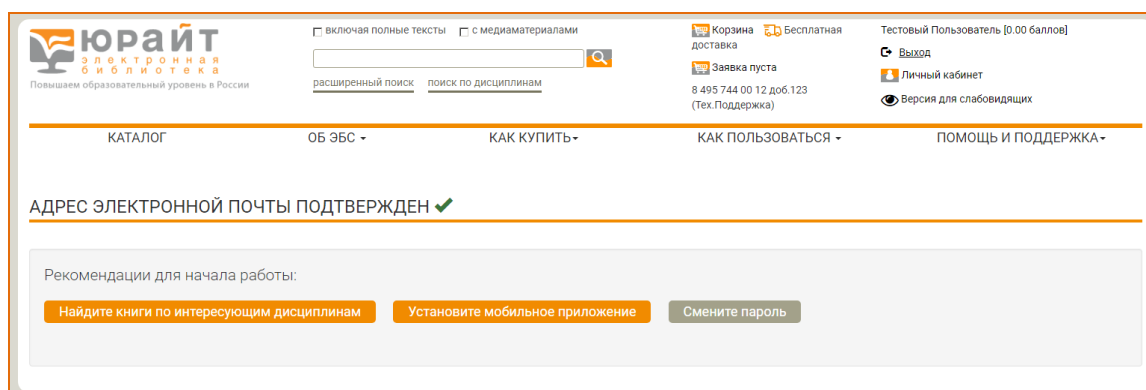 юрайт
электронная
библиотека
Повышаем образовательный уровень в России
включая полные тексты с медиаматериалами
расширенный поиск поиск по дисциплинам
Корзина Бесплатная
доставка
Заявка пуста
8 495 744 00 12 доб.123
(Тех.Поддержка)
Тестовый Пользователь [0.00 баллов]
Выход
Личный кабинет
Версия для слабовидящих
КАТАЛОГ ОБ ЭБС КАК КУПИТЬ КАК ПОЛЬЗОВАТЬСЯ ПОМОЩЬ И ПОДДЕРЖКА
АДРЕС ЭЛЕКТРОННОЙ ПОЧТЫ ПОДТВЕРЖДЕН
Рекомендации для начала работы:
Найдите книги по интересующим дисциплинам Установите мобильное приложение Смените пароль